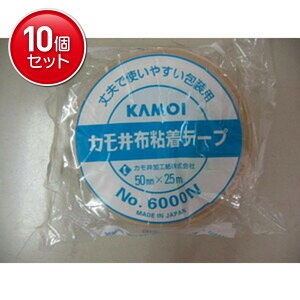 10個
セット
丈夫で使いやすい包装用
KAMOI
カモ井布粘着テープ
カモ井加工紙株式会社
50mm×25m
No. 6000N
MADE IN JAPAN